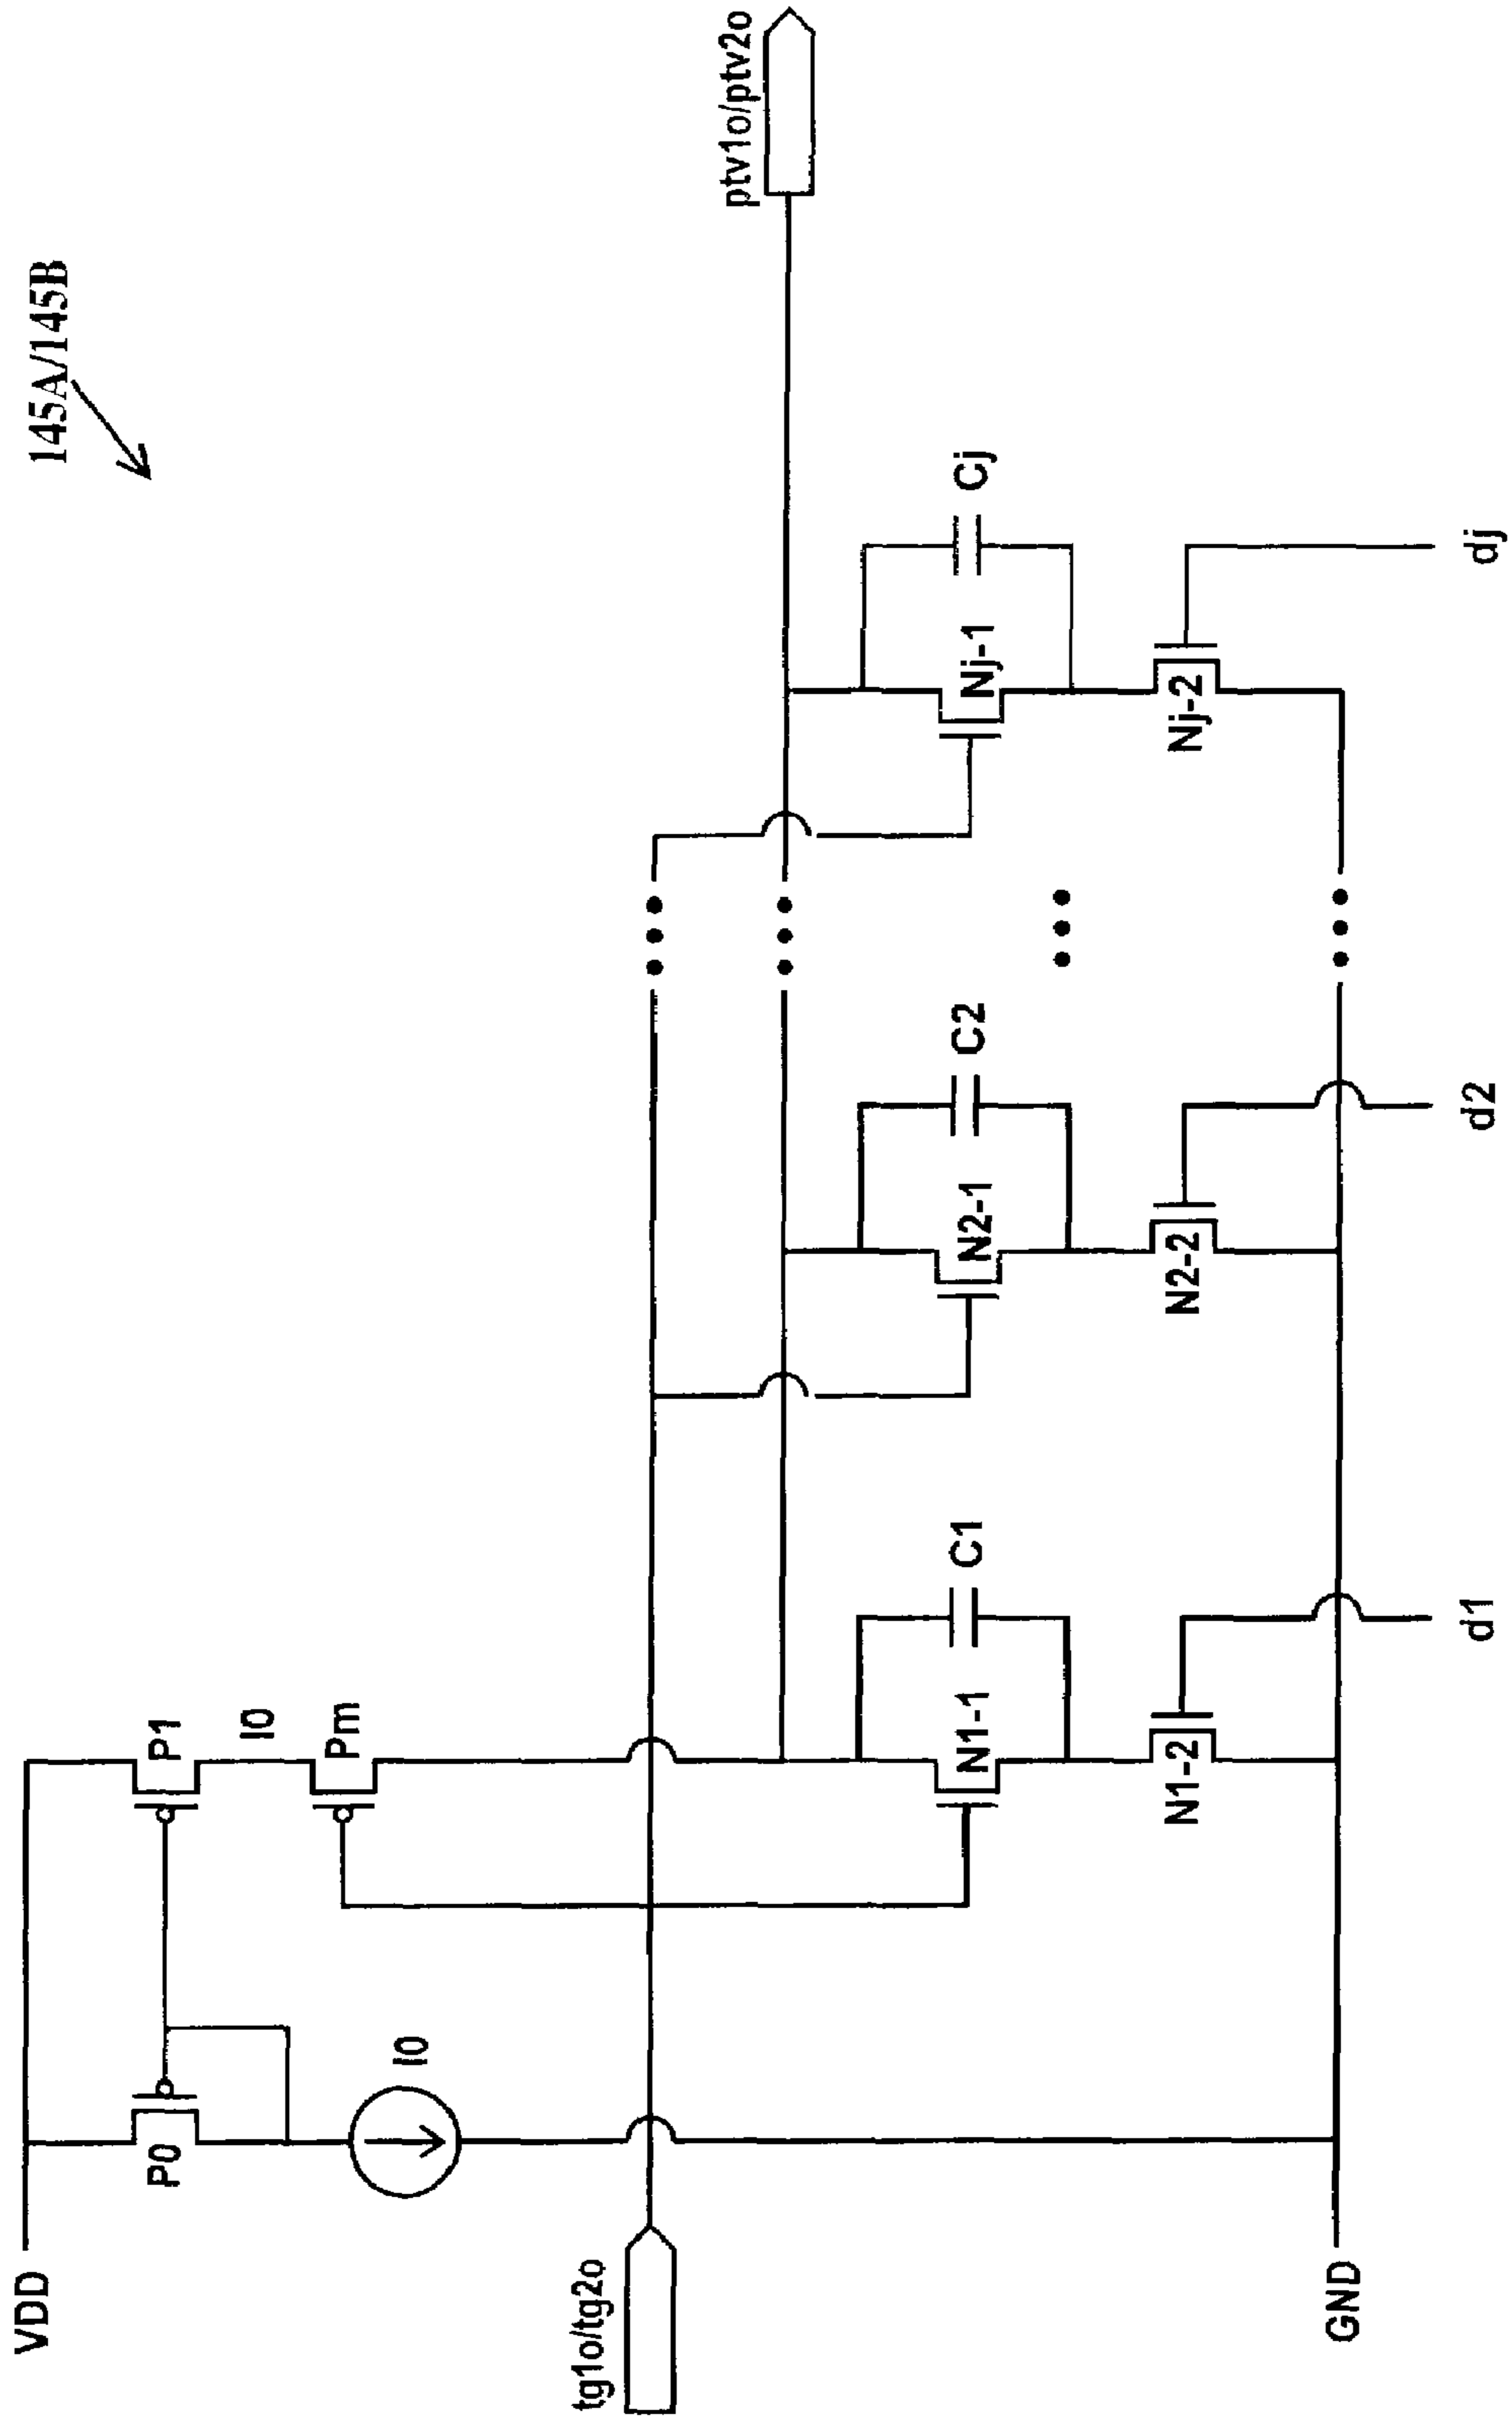 145A/145B
VDD
P0
P1
I0
I0
Pm
tg1o/tg2o
ptv1o/ptv2o
N1-1
C1
N2-1
C2
Nj-1
Cj
N1-2
N2-2
Nj-2
GND
d1
d2
dj